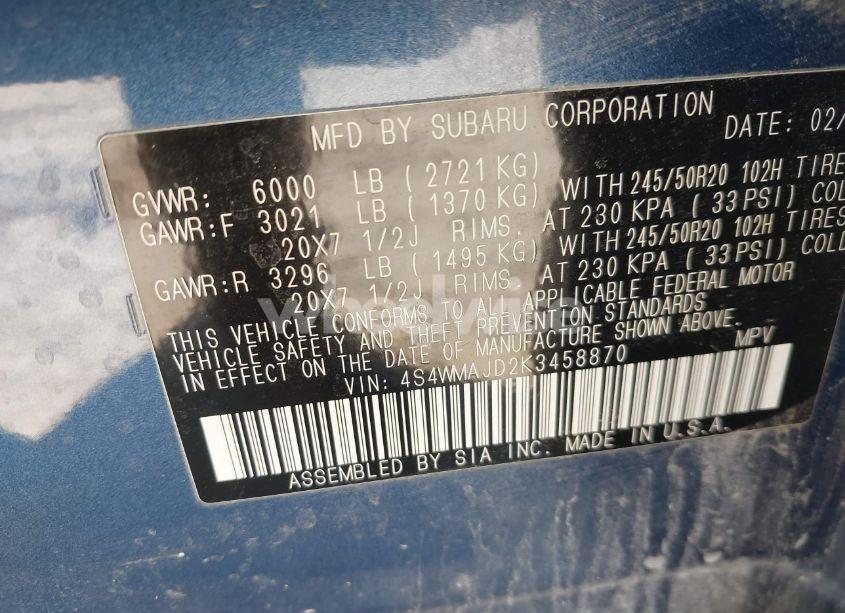 MFD BY SUBARU CORPORATION DATE: 02/
GVWR: 6000 LB ( 2721 KG)
GAWR:F 3021 LB ( 1370 KG) WITH 245/50R20 102H TIRES
20X7 1/2J RIMS. AT 230 KPA ( 33 PSI) COLD
GAWR:R 3296 LB ( 1495 KG) WITH 245/50R20 102H TIRES
20X7 1/2J RIMS. AT 230 KPA ( 33 PSI) COLD
THIS VEHICLE CONFORMS TO ALL APPLICABLE FEDERAL MOTOR
VEHICLE SAFETY AND THEFT PREVENTION STANDARDS
IN EFFECT ON THE DATE OF MANUFACTURE SHOWN ABOVE.
VIN: 4S4WMAJD2K3458870 MPV
ASSEMBLED BY SIA INC. MADE IN U.S.A.